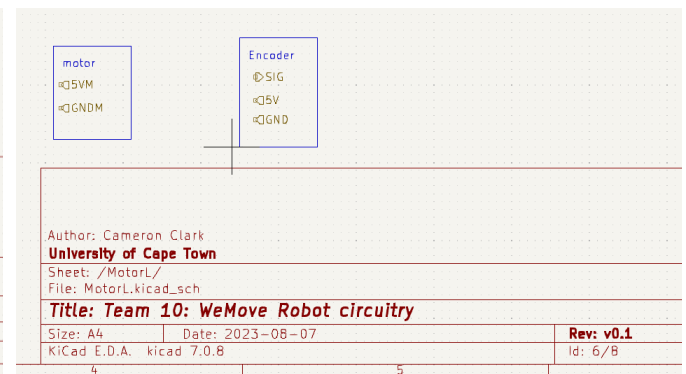 motor
5VM
GNDM
Encoder
SIG
5V
GND
Author: Cameron Clark
University of Cape Town
Sheet: /MotorL/
File: MotorL.kicad_sch
Title: Team 10: WeMove Robot circuitry
Size: A4 Date: 2023-08-07 Rev: v0.1
KiCad E.D.A. kicad 7.0.8 Id: 6/8
4 5